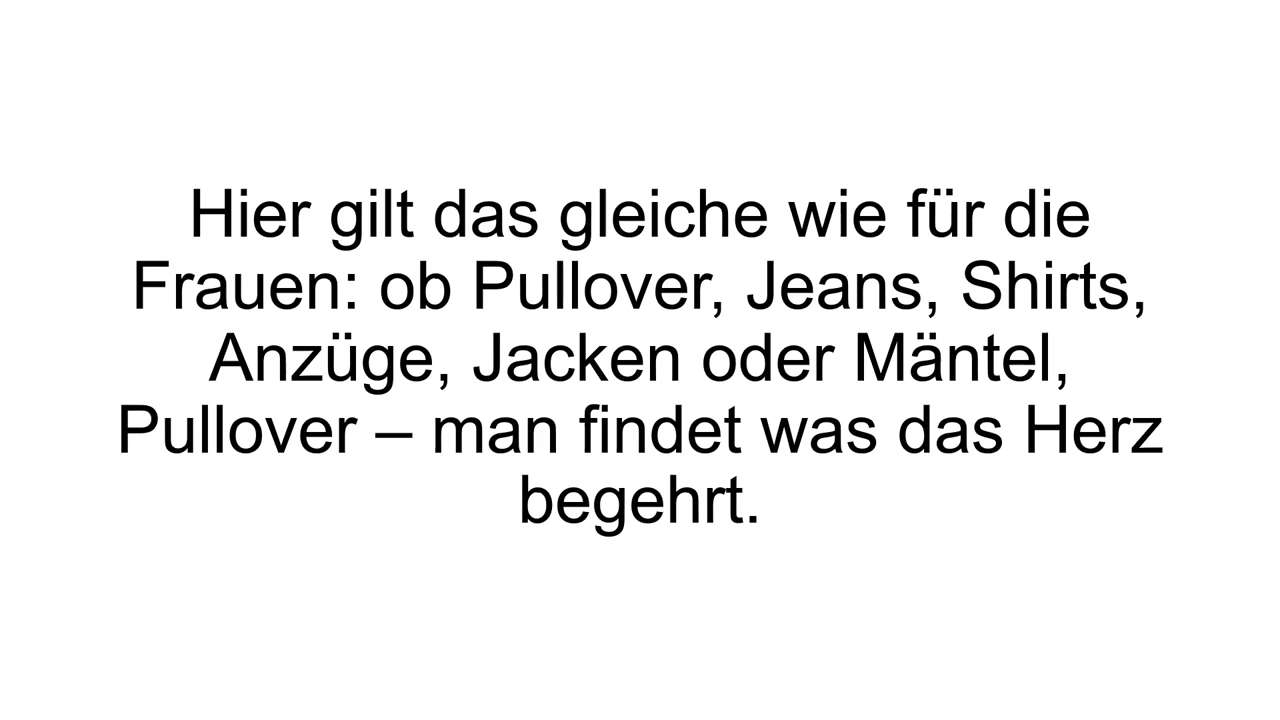 Hier gilt das gleiche wie für die
Frauen: ob Pullover, Jeans, Shirts,
Anzüge, Jacken oder Mäntel,
Pullover – man findet was das Herz
begehrt.